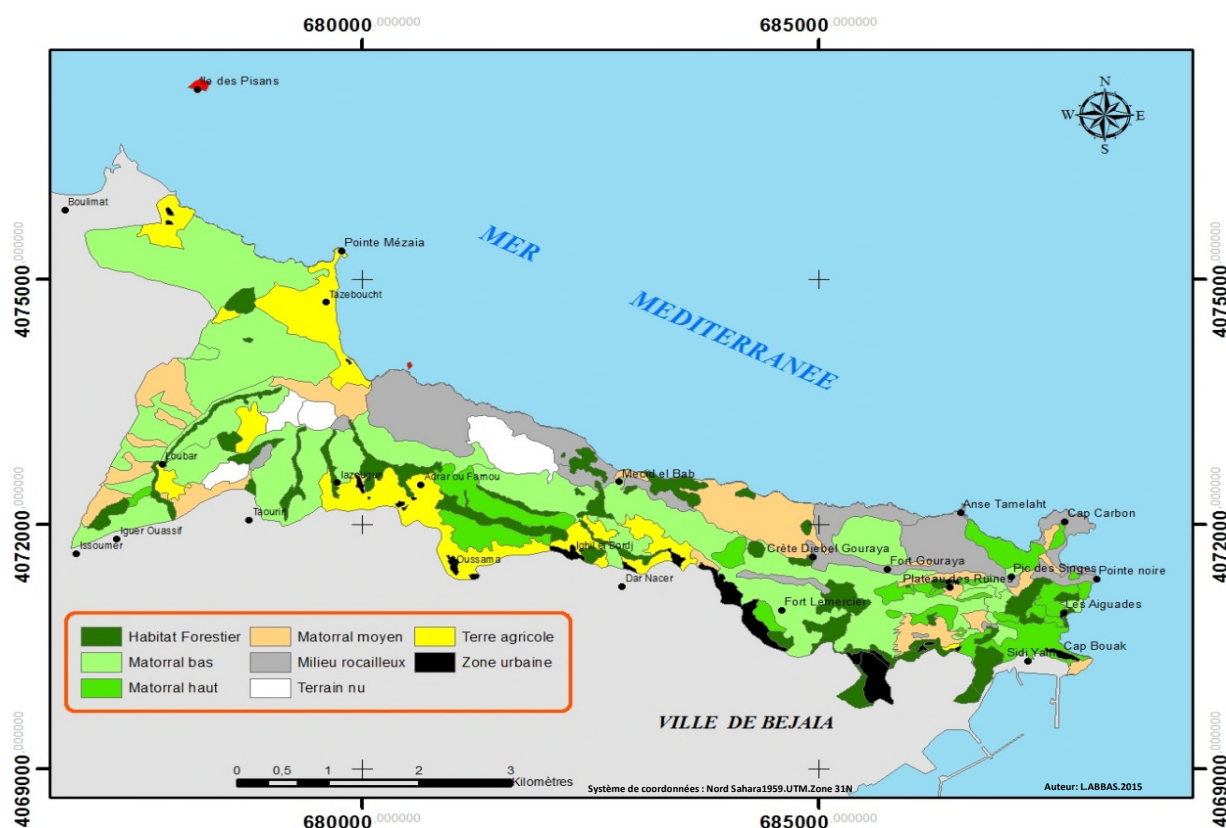 680000,000000
685000,000000
Ile des Pisans
N
W E
S
Boulimat
MER
Pointe Mézaia
4075000,000000
4075000,000000
MEDITERRANEE
Tazeboucht
Loubar
Mecid el Bab
Adrar ou Farnou
Anse Tamelaht
4072000,000000
4072000,000000
Taourirt
Cap Carbon
Iguer Ouassif
Ighil el Bordj
Issoumer
Crête Djebel Gouraya
Oussama
Fort Gouraya
Pic des Singes
Pointe noire
Dar Nacer
Plateau des Ruines
Fort Lemercier
Les Aiguades
Habitat Forestier
Matorral moyen
Terre agricole
Matorral bas
Milieu rocailleux
Zone urbaine
Matorral haut
Terrain nu
Cap Bouak
VILLE DE BEJAIA
4069000,000000
4069000,000000
0 0,5 1 2 3
Kilomètres
Système de coordonnées : Nord Sahara1959.UTM.Zone 31N
Auteur: L.ABBAS.2015
680000,000000
685000,000000